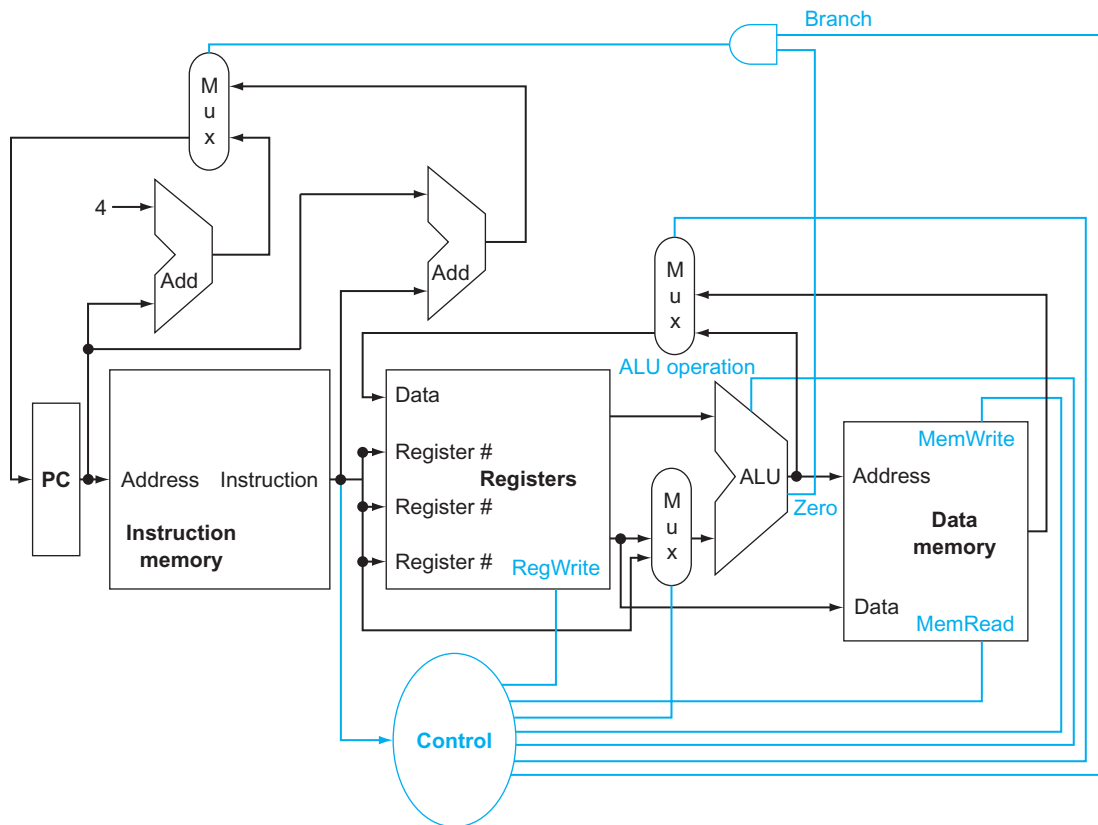 Branch
M
u
x
4
Add
Add
M
u
x
ALU operation
Data
Register #
Register #
Register #
Registers
RegWrite
PC
Address
Instruction
Instruction
memory
M
u
x
ALU
Zero
MemWrite
Address
Data
memory
Data
MemRead
Control